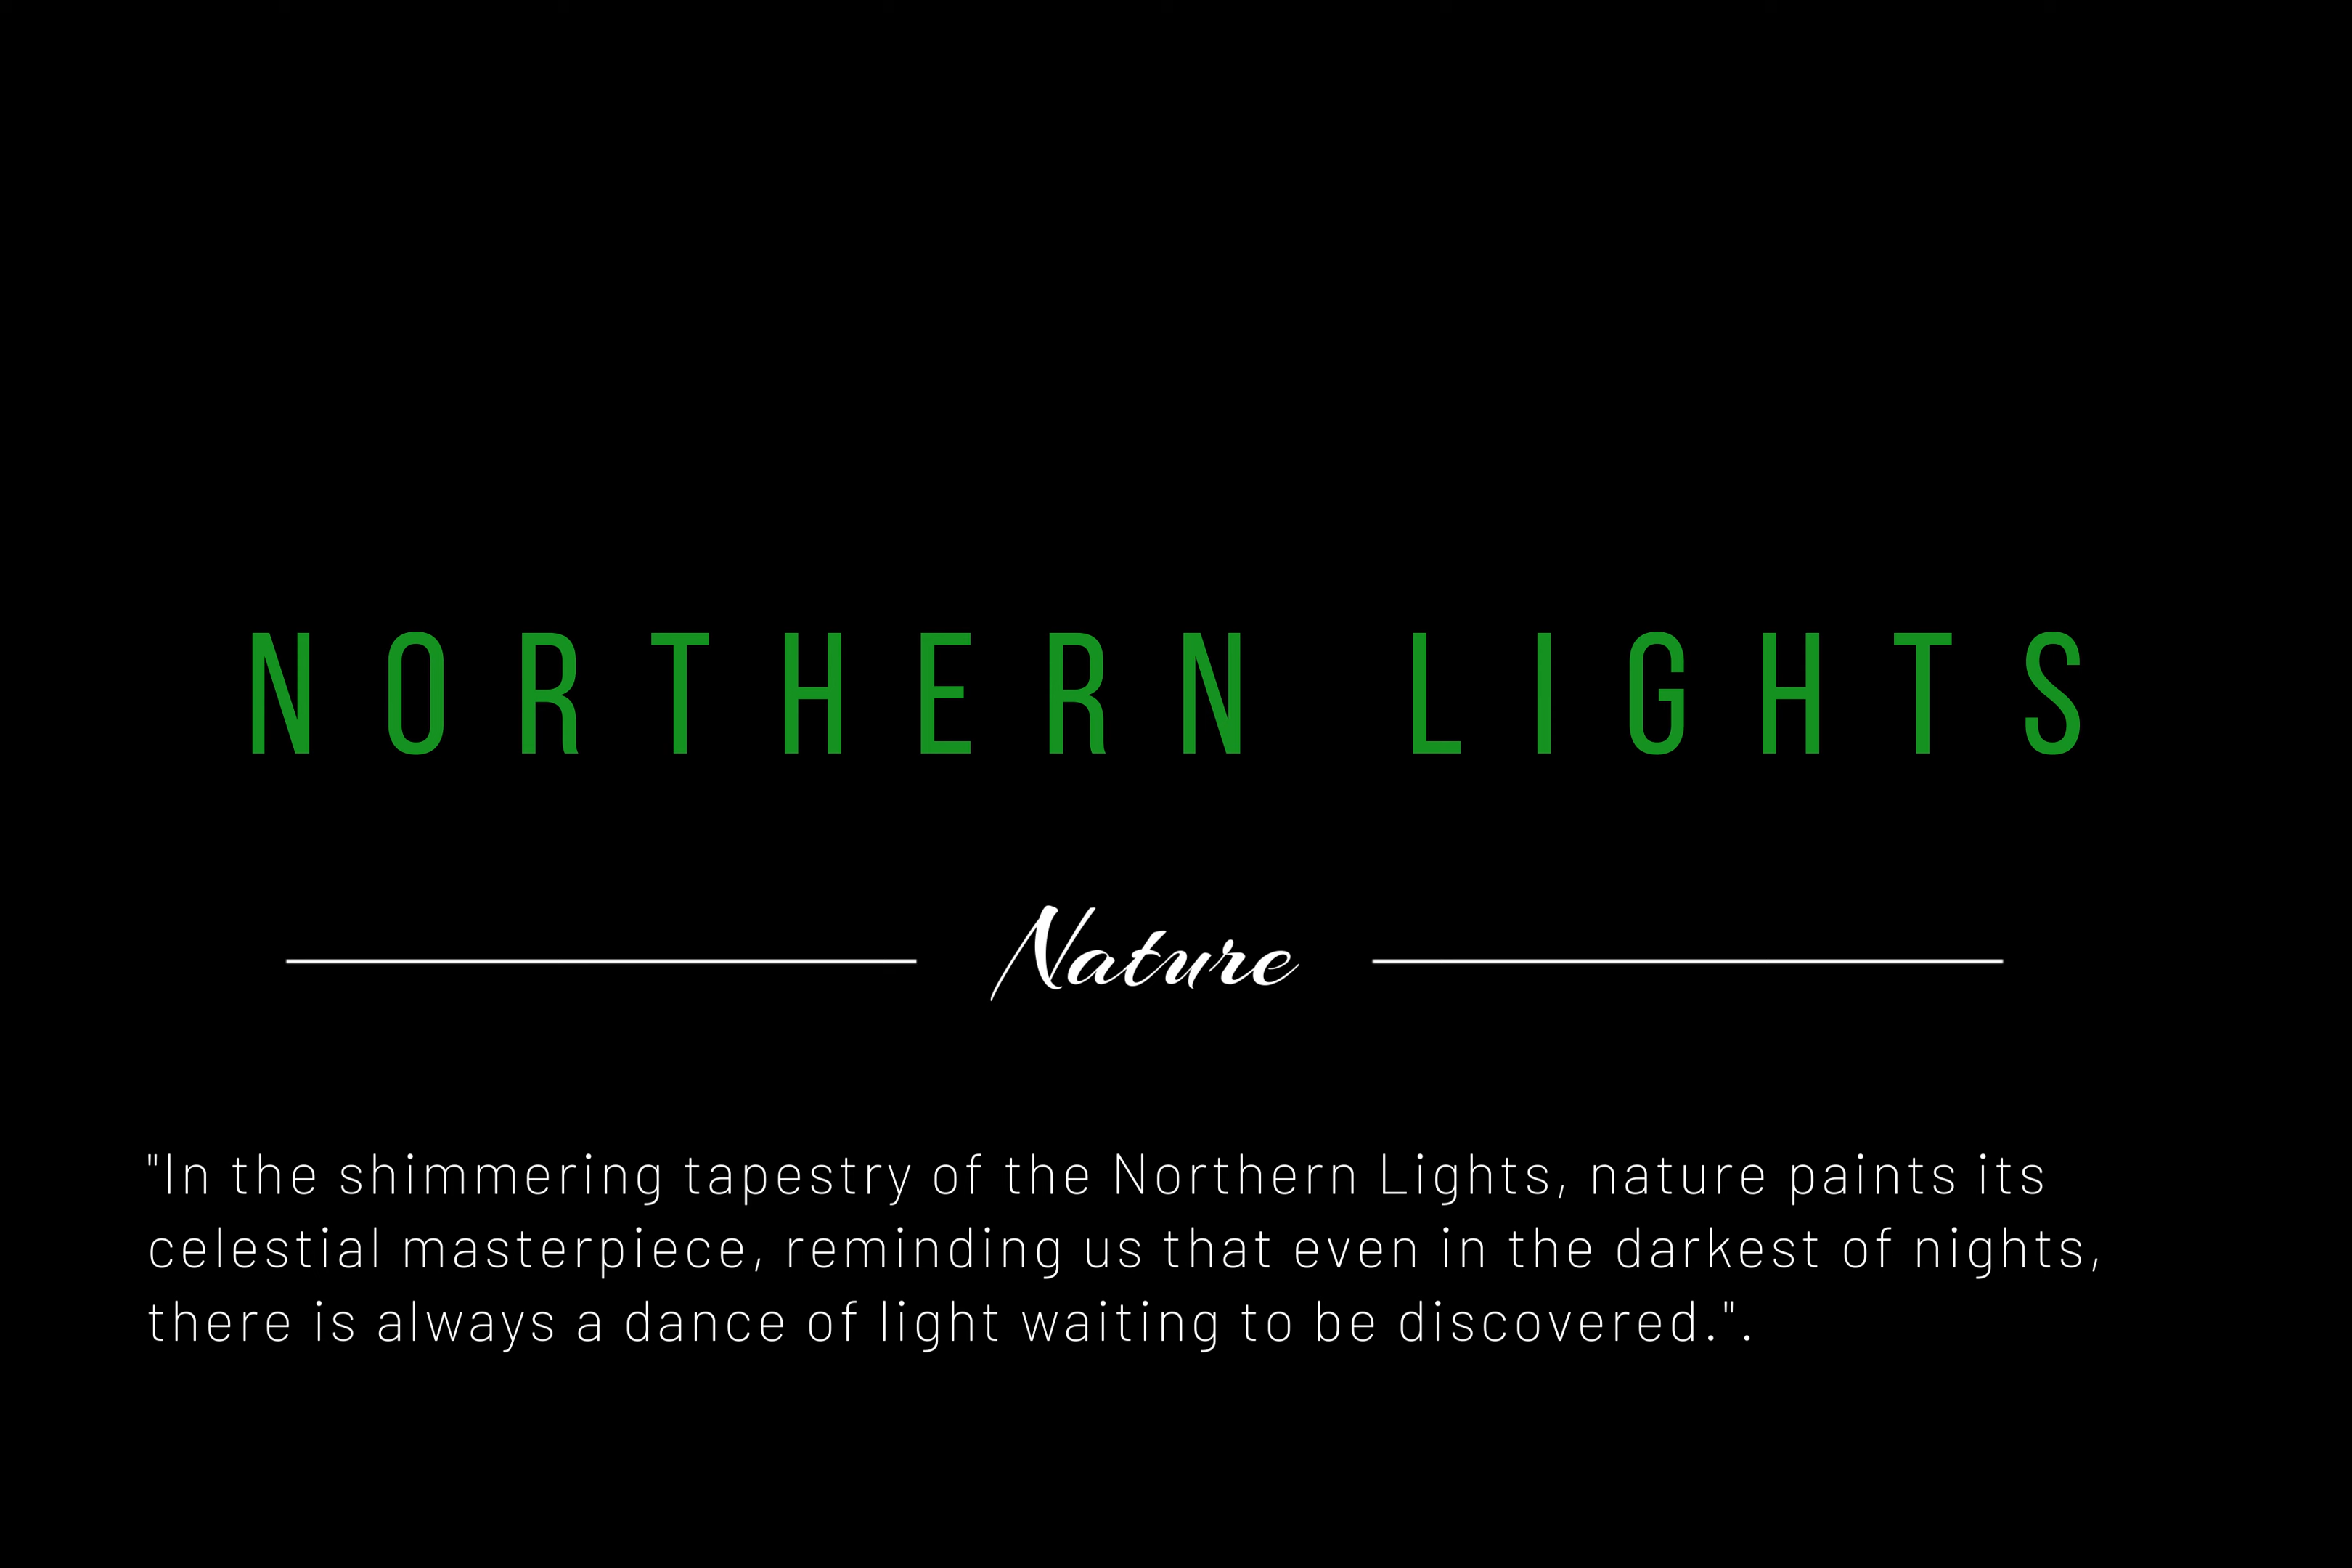 NORTHERN LIGHTS
Nature
"In the shimmering tapestry of the Northern Lights, nature paints its
celestial masterpiece, reminding us that even in the darkest of nights,
there is always a dance of light waiting to be discovered.".